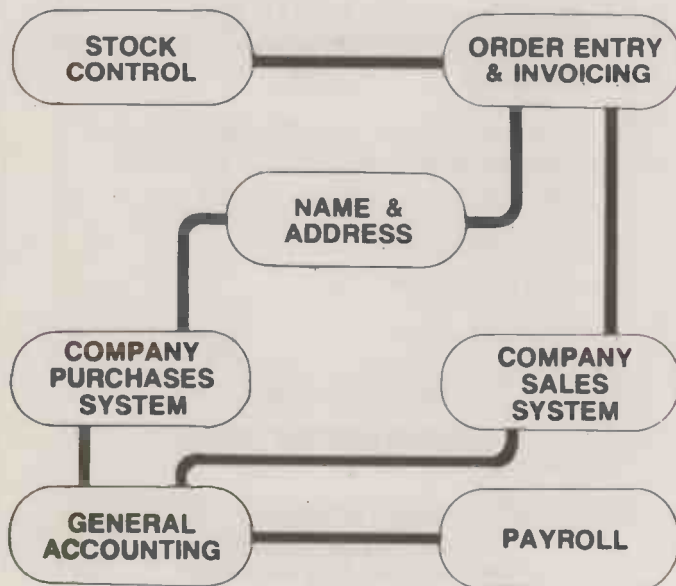 STOCK
CONTROL
ORDER ENTRY
& INVOICING
NAME &
ADDRESS
COMPANY
PURCHASES
SYSTEM
COMPANY
SALES
SYSTEM
GENERAL
ACCOUNTING
PAYROLL